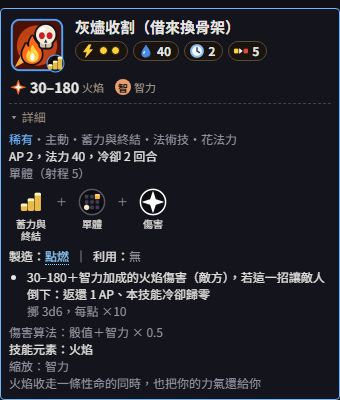 灰燼收割（借來換骨架）
40 2 5
30–180 火焰 智 智力
詳細
稀有・主動・蓄力與終結・法術技・花法力
AP 2，法力 40，冷卻 2 回合
單體（射程 5）
＋ ＋
蓄力與終結 單體 傷害
製造：點燃 ｜ 利用：無
• 30–180＋智力加成的火焰傷害（敵方），若這一招讓敵人
倒下：返還 1 AP、本技能冷卻歸零
擲 3d6，每點 ×10
傷害算法：骰值＋智力 × 0.5
技能元素：火焰
縮放：智力
火焰收走一條性命的同時，也把你的力氣還給你